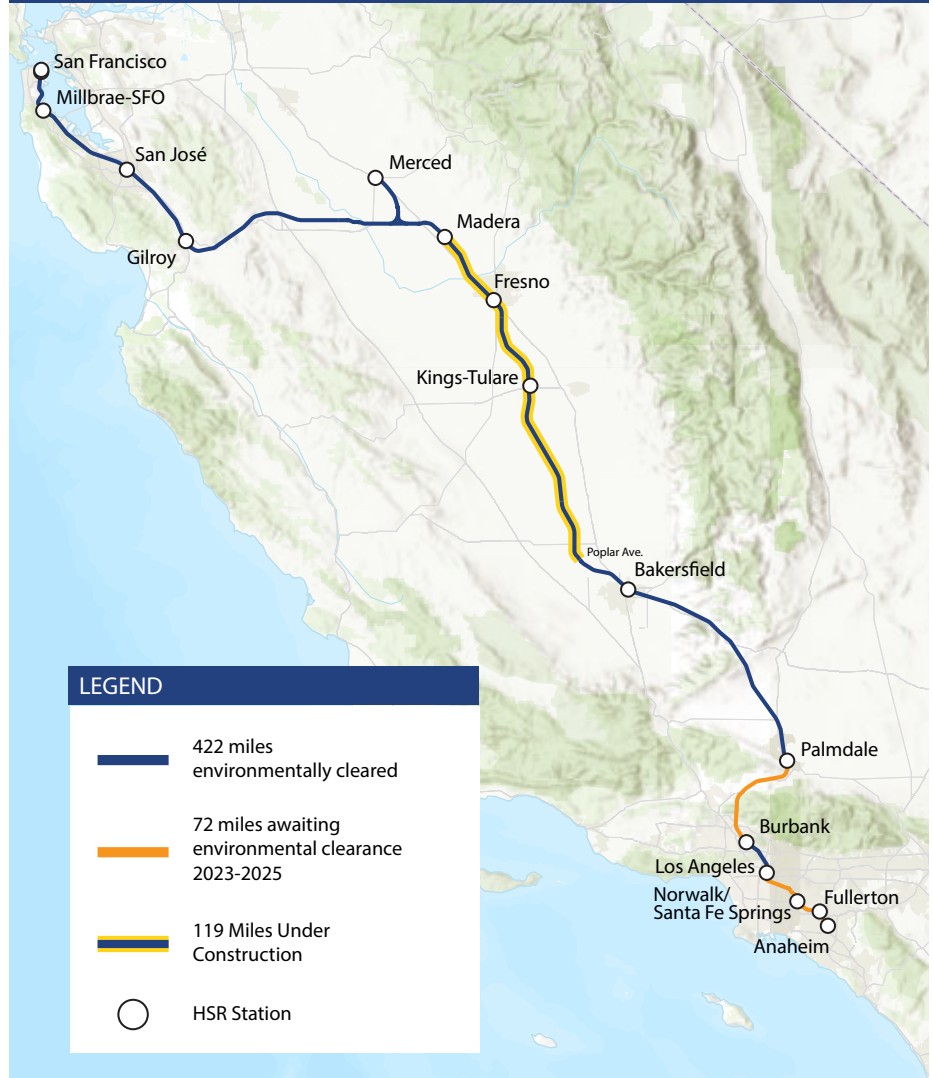 San Francisco
Millbrae-SFO
San José
Merced
Gilroy
Madera
Fresno
Kings-Tulare
Poplar Ave.
Bakersfield
Palmdale
Burbank
Los Angeles
Norwalk/
Santa Fe Springs
Fullerton
Anaheim
LEGEND
422 miles
environmentally cleared
72 miles awaiting
environmental clearance
2023-2025
119 Miles Under
Construction
HSR Station